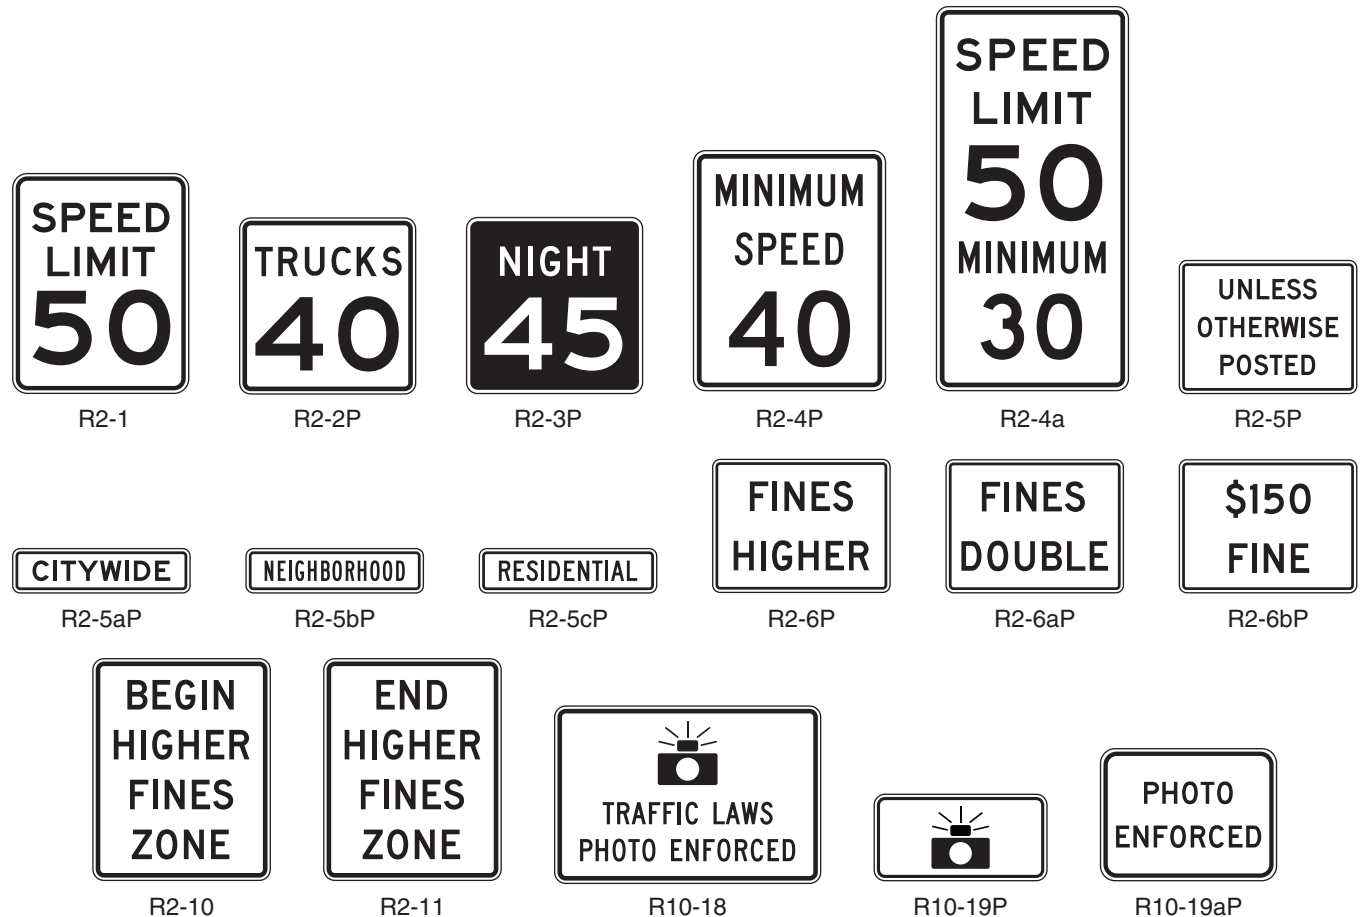 SPEED
LIMIT
50
R2-1
TRUCKS
40
R2-2P
NIGHT
45
R2-3P
MINIMUM
SPEED
40
R2-4P
SPEED
LIMIT
50
MINIMUM
30
R2-4a
UNLESS
OTHERWISE
POSTED
R2-5P
CITYWIDE
R2-5aP
NEIGHBORHOOD
R2-5bP
RESIDENTIAL
R2-5cP
FINES
HIGHER
R2-6P
FINES
DOUBLE
R2-6aP
$150
FINE
R2-6bP
BEGIN
HIGHER
FINES
ZONE
R2-10
END
HIGHER
FINES
ZONE
R2-11
TRAFFIC LAWS
PHOTO ENFORCED
R10-18
R10-19P
PHOTO
ENFORCED
R10-19aP